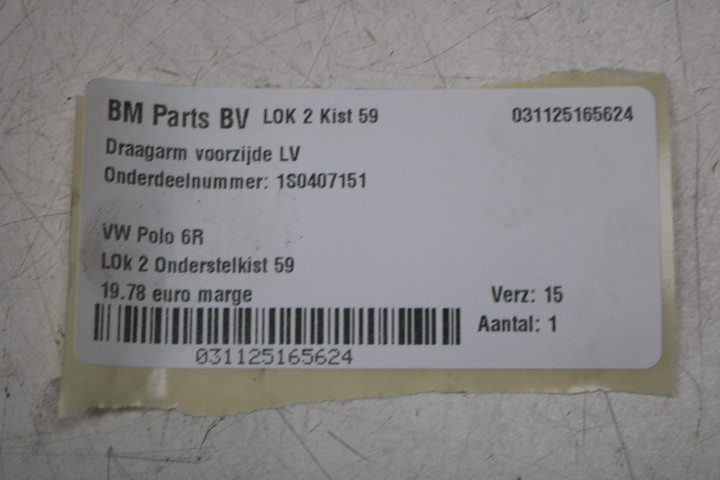 BM Parts BV LOK 2 Kist 59 031125165624
Draagarm voorzijde LV
Onderdeelnummer: 1S0407151
VW Polo 6R
LOk 2 Onderstelkist 59
19.78 euro marge Verz: 15
Aantal: 1
031125165624